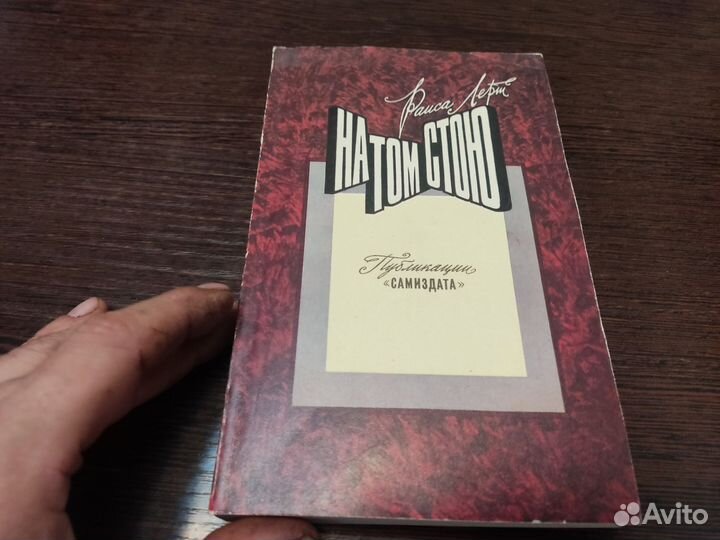 Раиса Лерт
НА ТОМ СТОЮ
Публикации
«САМИЗДАТА»
Avito